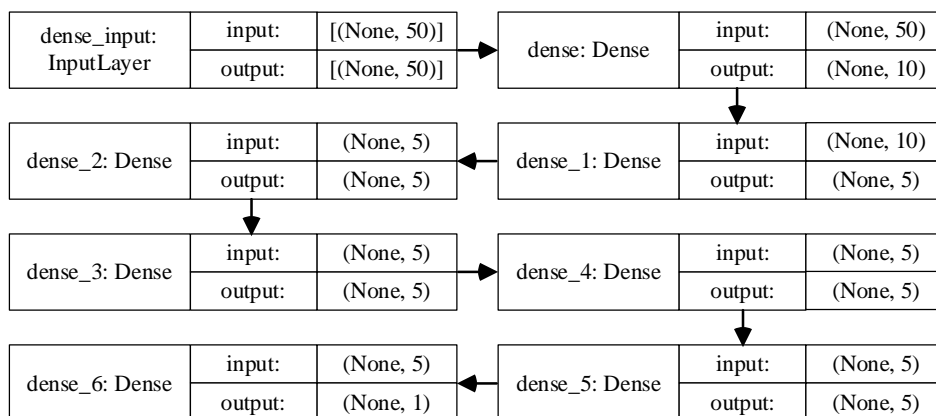 dense_input:
InputLayer
input:
[(None, 50)]
output:
[(None, 50)]
dense: Dense
input:
(None, 50)
output:
(None, 10)
dense_2: Dense
input:
(None, 5)
output:
(None, 5)
dense_1: Dense
input:
(None, 10)
output:
(None, 5)
dense_3: Dense
input:
(None, 5)
output:
(None, 5)
dense_4: Dense
input:
(None, 5)
output:
(None, 5)
dense_6: Dense
input:
(None, 5)
output:
(None, 1)
dense_5: Dense
input:
(None, 5)
output:
(None, 5)